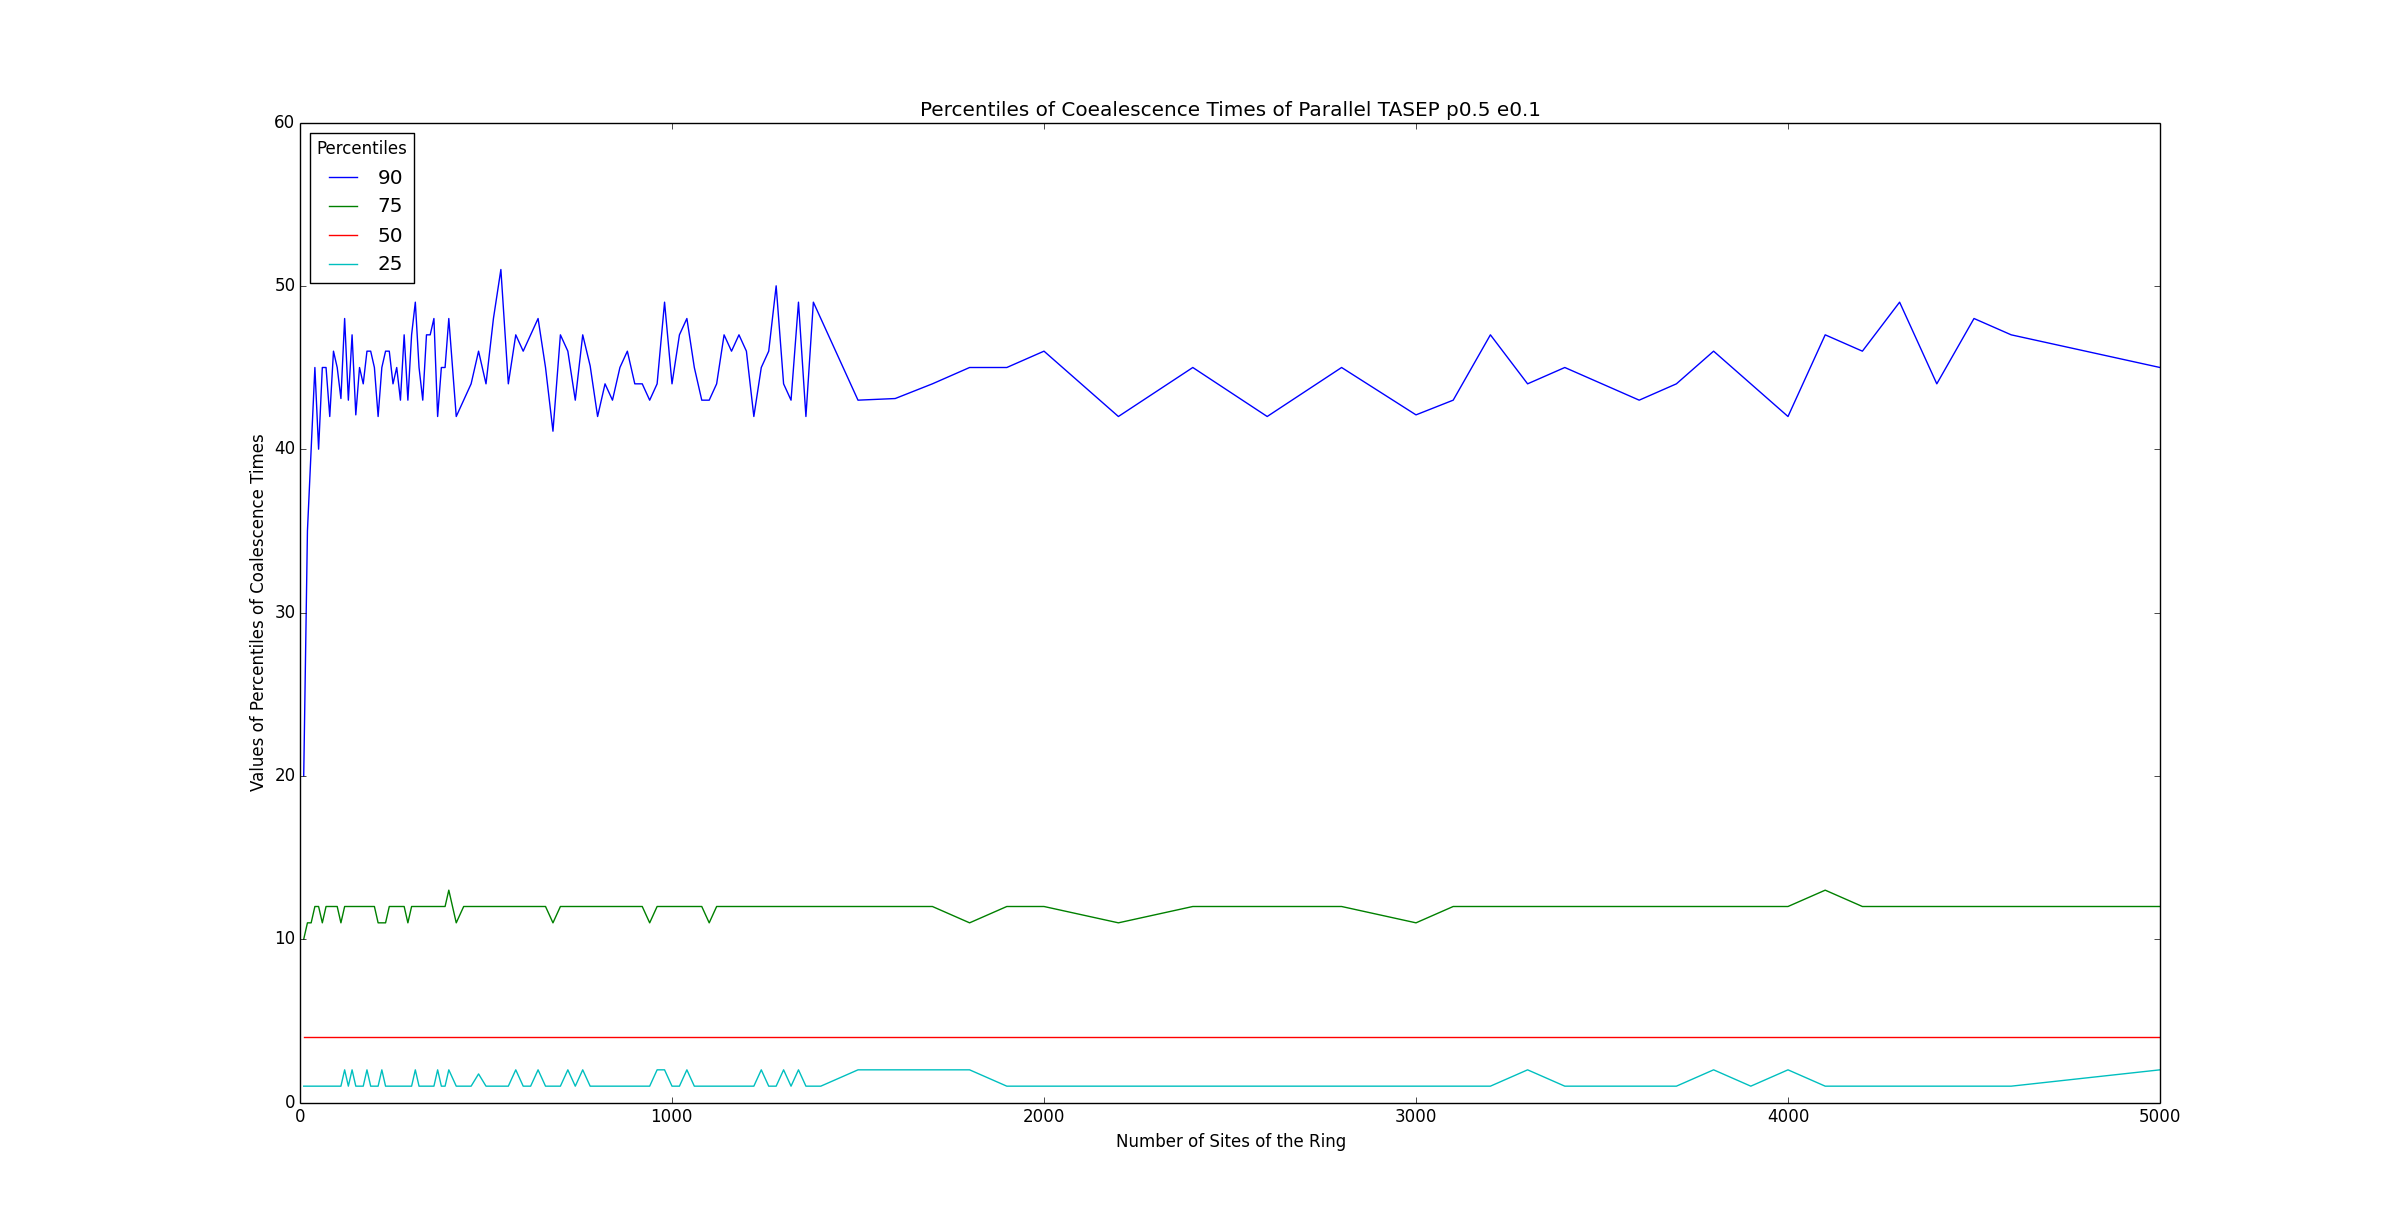 Percentiles of Coealescence Times of Parallel TASEP p0.5 e0.1
Percentiles
90
75
50
25
60
50
40
30
20
10
0
Values of Percentiles of Coalescence Times
0 1000 2000 3000 4000 5000
Number of Sites of the Ring